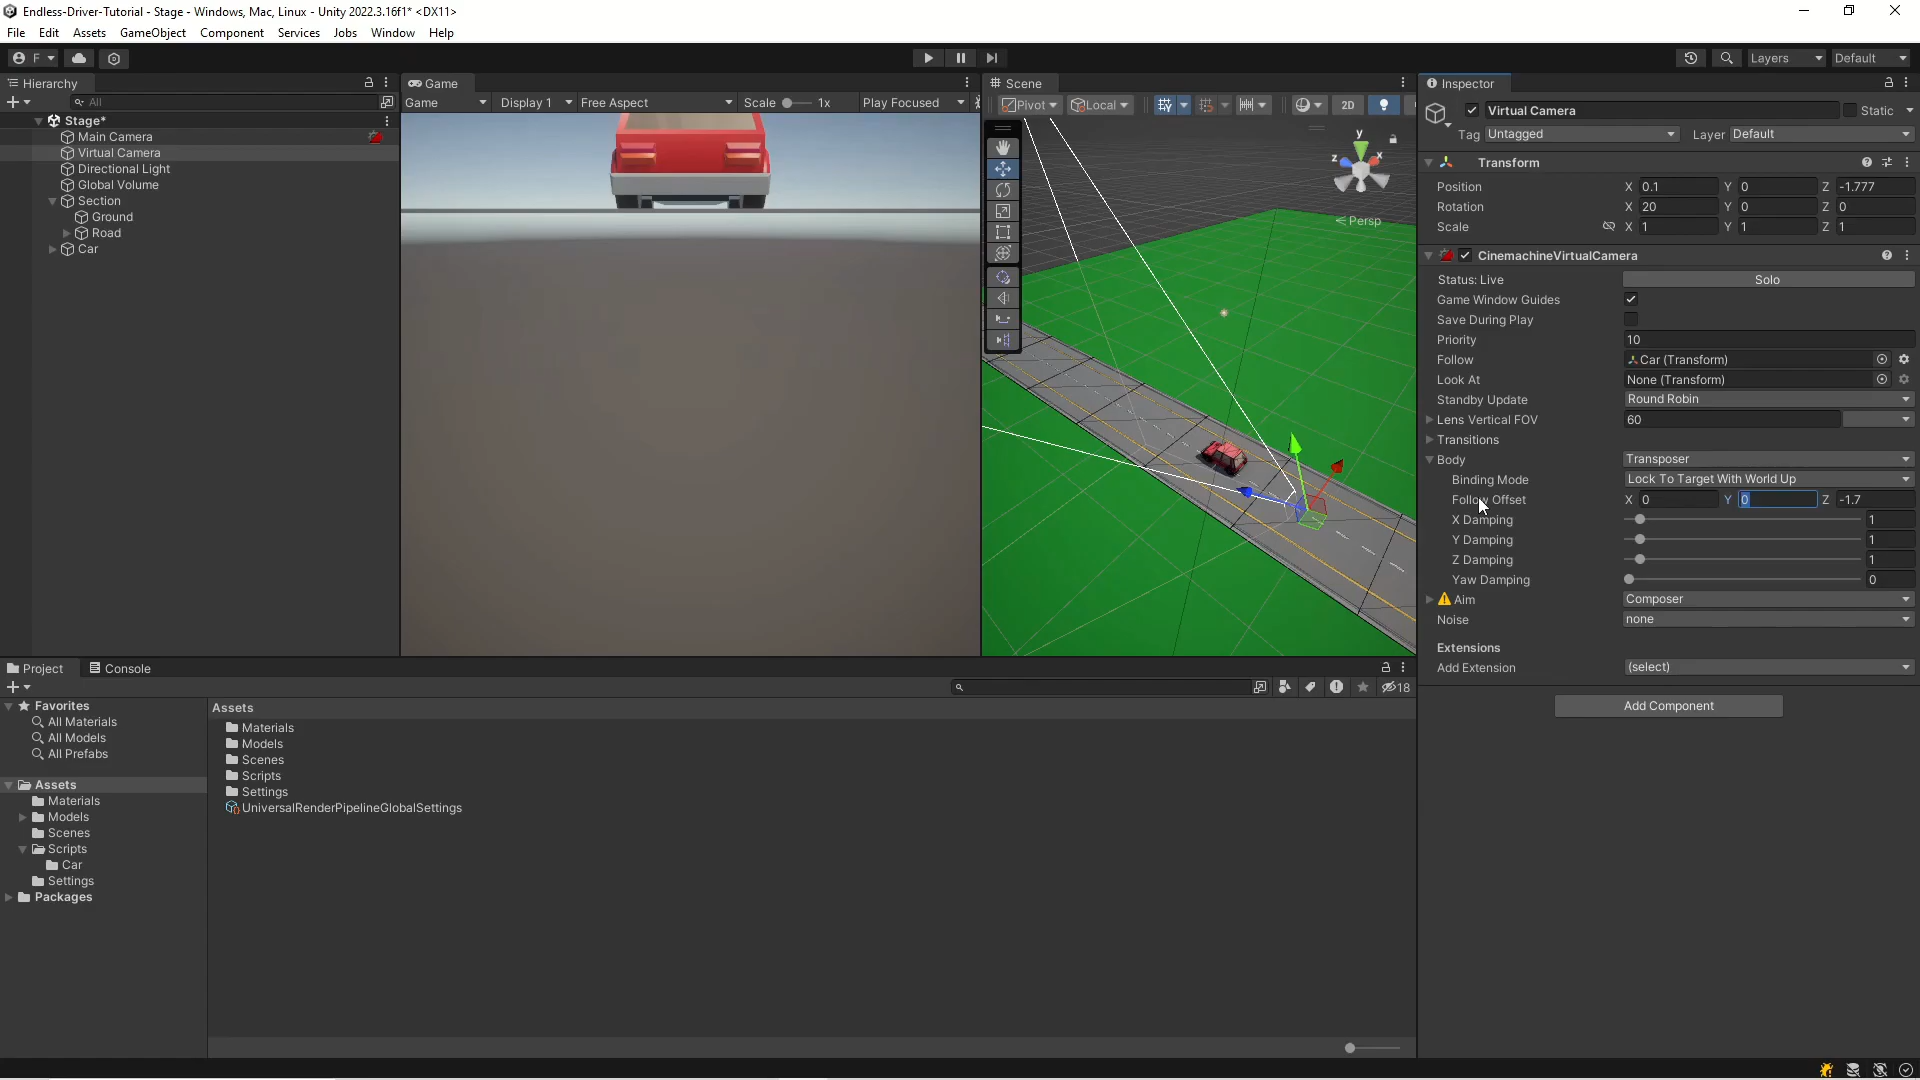 Endless-Driver-Tutorial - Stage - Windows, Mac, Linux - Unity 2022.3.16f1* <DX11>
File Edit Assets GameObject Component Services Jobs Window Help
F Layers Default
Hierarchy
All
Stage*
Main Camera
Virtual Camera
Directional Light
Global Volume
Section
Ground
Road
Car
Game
Game Display 1 Free Aspect Scale 1x Play Focused
Scene
Pivot Local 2D
y
z x
< Persp
Inspector
Virtual Camera Static
Tag Untagged Layer Default
Transform
Position X 0.1 Y 0 Z -1.777
Rotation X 20 Y 0 Z 0
Scale X 1 Y 1 Z 1
CinemachineVirtualCamera
Status: Live Solo
Game Window Guides
Save During Play
Priority 10
Follow Car (Transform)
Look At None (Transform)
Standby Update Round Robin
Lens Vertical FOV 60
Transitions
Body Transposer
Binding Mode Lock To Target With World Up
Follow Offset X 0 Y 0 Z -1.7
X Damping 1
Y Damping 1
Z Damping 1
Yaw Damping 0
Aim Composer
Noise none
Extensions
Add Extension (select)
Add Component
Project Console
18
Favorites
All Materials
All Models
All Prefabs
Assets
Materials
Models
Scenes
Scripts
Car
Settings
Packages
Assets
Materials
Models
Scenes
Scripts
Settings
UniversalRenderPipelineGlobalSettings